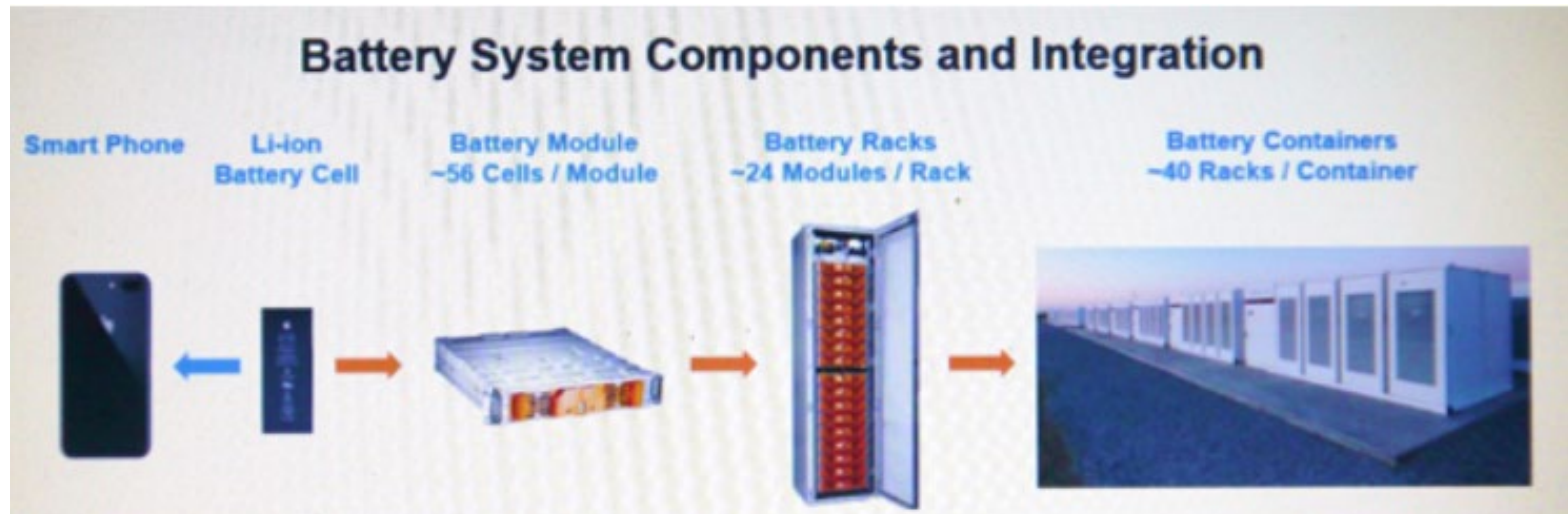 Battery System Components and Integration
Smart Phone
Li-ion
Battery Cell
Battery Module
~56 Cells / Module
Battery Racks
~24 Modules / Rack
Battery Containers
~40 Racks / Container